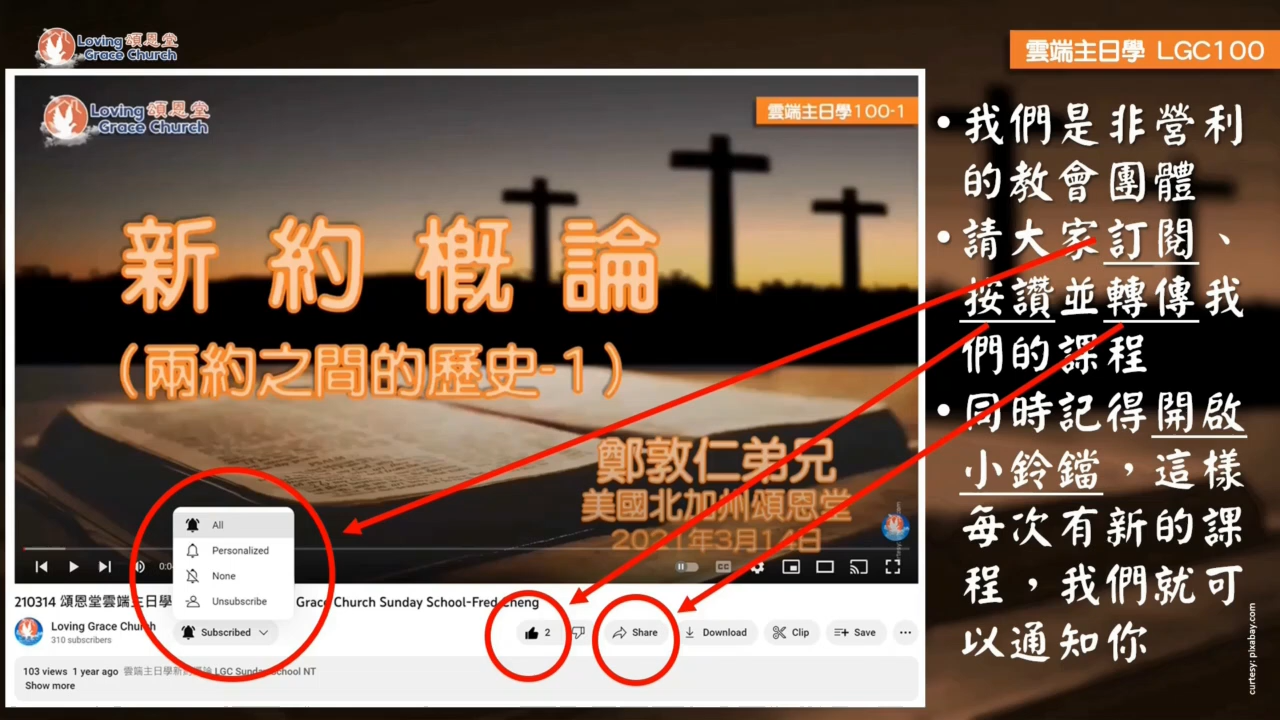 Loving 頌恩堂
Grace Church
雲端主日學 LGC100
Loving 頌恩堂
Grace Church
雲端主日學100-1
新約概論
(兩約之間的歷史-1)
鄭敦仁弟兄
美國北加州頌恩堂
2021年3月14日
All
Personalized
None
Unsubscribe
0:0
CC
210314 頌恩堂雲端主日學
Grace Church Sunday School-Fred Cheng
Loving Grace Church
310 subscribers
Subscribed
2
Share
Download
Clip
Save
103 views 1 year ago 雲端主日學新約概論 LGC Sunday School NT
Show more
• 我們是非營利
的教會團體
• 請大家訂閱、
按讚並轉傳我
們的課程
• 同時記得開啟
小鈴鐺，這樣
每次有新的課
程，我們就可
以通知你
curtesy: pixabay.com